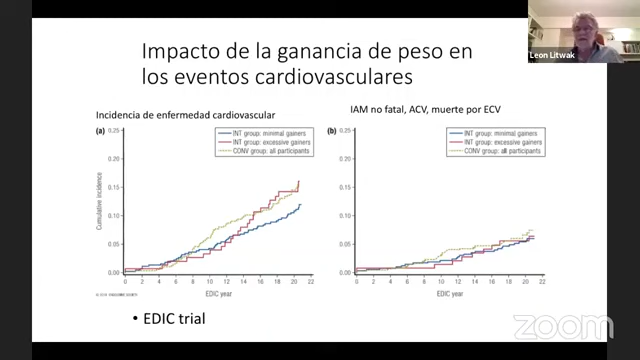 Impacto de la ganancia de peso en
los eventos cardiovasculares
Leon Litwak
Incidencia de enfermedad cardiovascular
IAM no fatal, ACV, muerte por ECV
(a)
INT group: minimal gainers
INT group: excessive gainers
CONV group: all participants
Cumulative incidence
0.25
0.20
0.15
0.10
0.05
0.00
0 2 4 6 8 10 12 14 16 18 20 22
EDIC year
(b)
INT group: minimal gainers
INT group: excessive gainers
CONV group: all participants
0.25
0.20
0.15
0.10
0.05
0.00
0 2 4 6 8 10 12 14 16 18 20 22
EDIC year
• EDIC trial
zoom